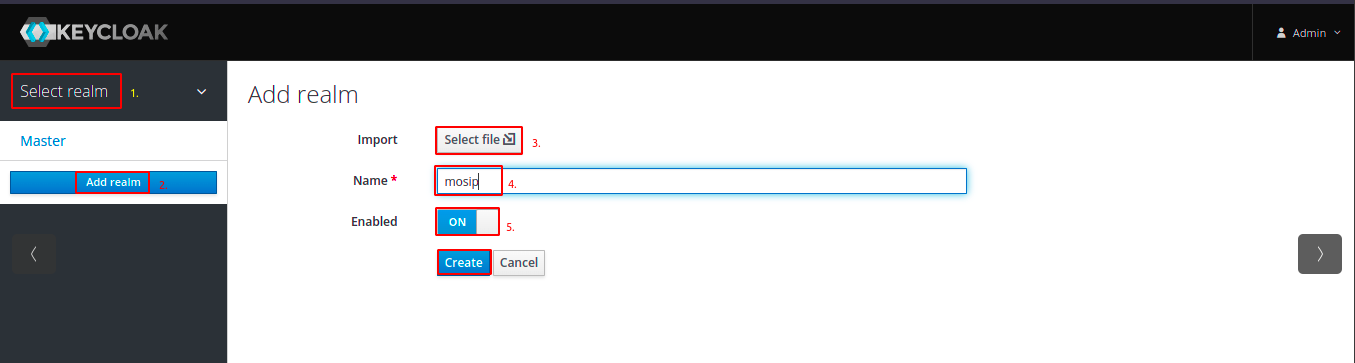 KEYCLOAK
Admin
Select realm 1.
Master
Add realm 2.
Add realm
Import Select file 3.
Name * mosip 4.
Enabled ON 5.
Create Cancel